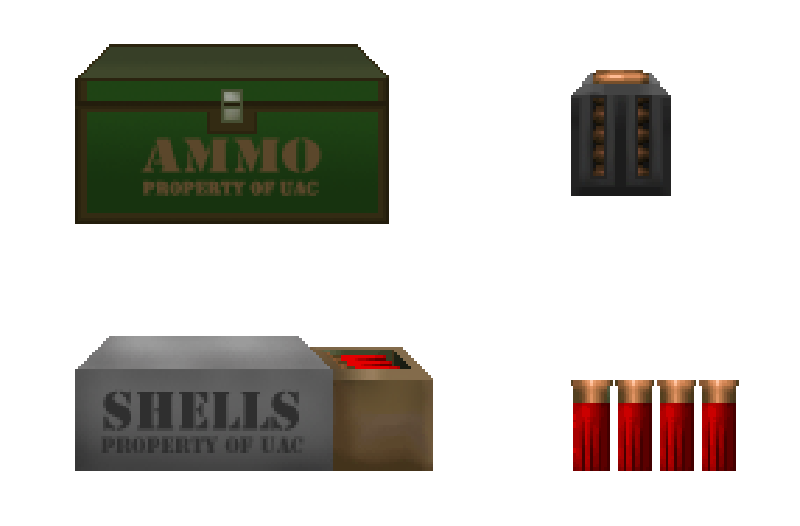 AMMO
PROPERTY OF UAC
SHELLS
PROPERTY OF UAC